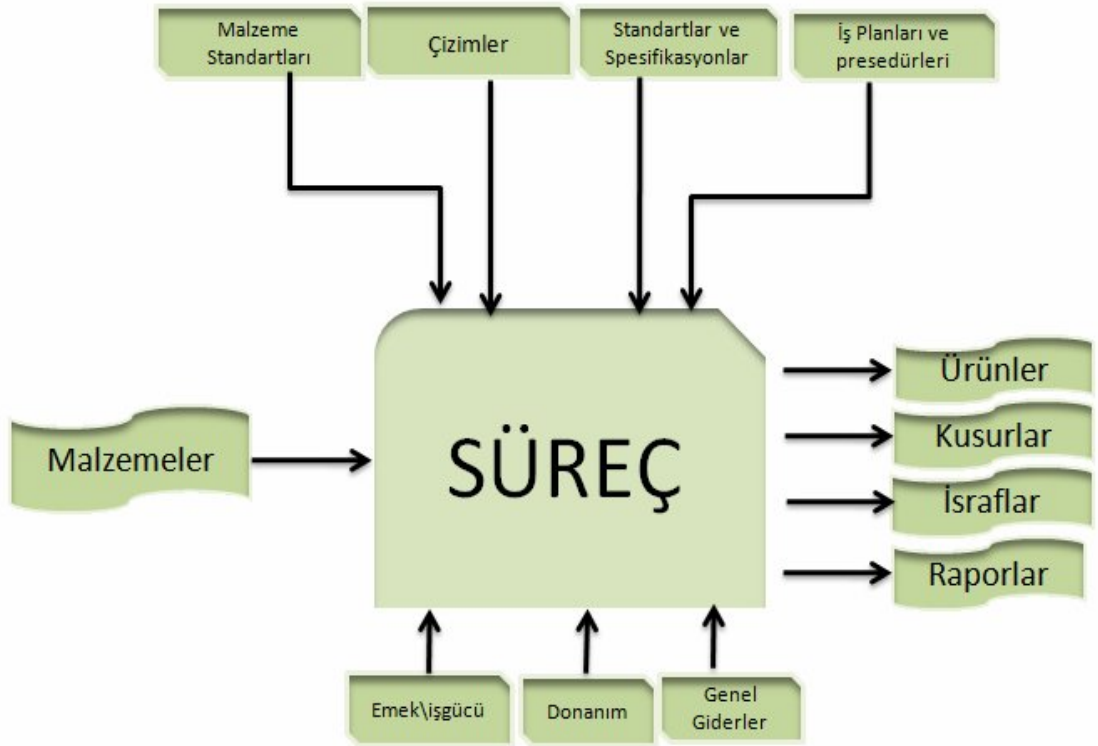 Malzeme
Standartları
Çizimler
Standartlar ve
Spesifikasyonlar
İş Planları ve
presedürleri
Malzemeler
SÜREÇ
Ürünler
Kusurlar
İsraflar
Raporlar
Emek\işgücü
Donanım
Genel
Giderler